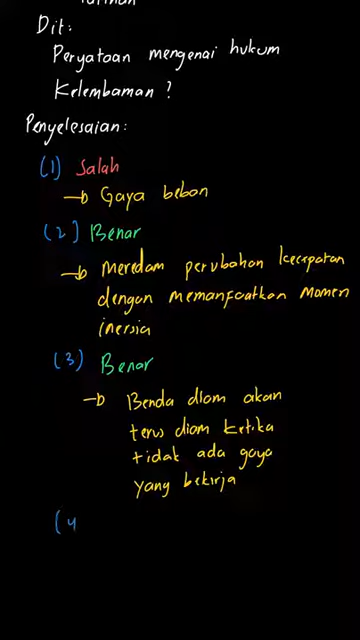 Dit:
Peryataan mengenai hukum
Kelembaman ?
Penyelesaian:
(1) Salah
→ Gaya beban
(2) Benar
→ Meredam perubahan kecepatan
dengan memanfaatkan momen
inersia
(3) Benar
→ Benda diam akan
terus diam ketika
tidak ada gaya
yang bekirja
(4